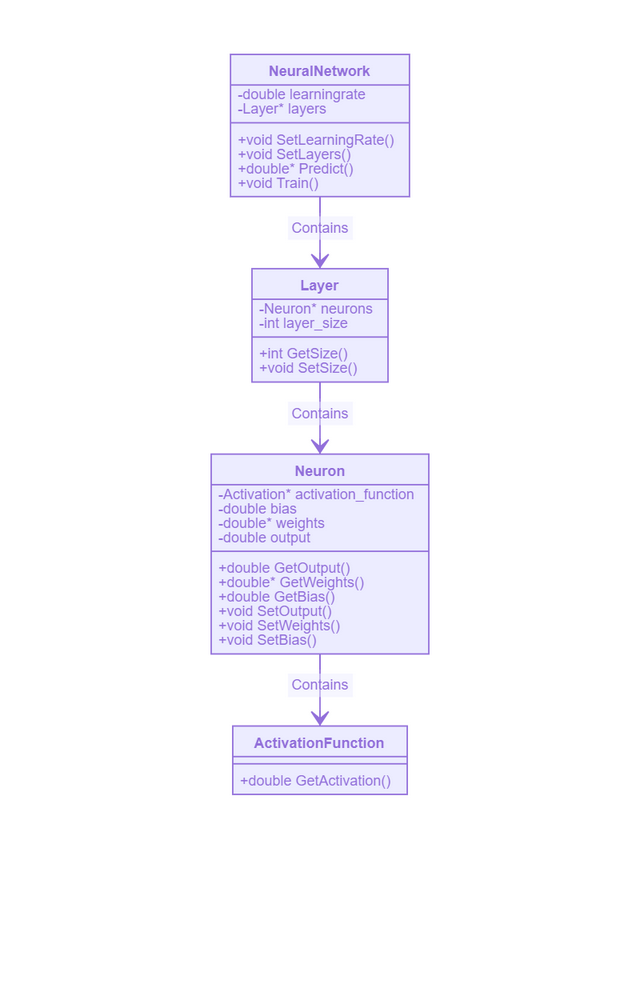 NeuralNetwork
-double learningrate
-Layer* layers
+void SetLearningRate()
+void SetLayers()
+double* Predict()
+void Train()
Contains
Layer
-Neuron* neurons
-int layer_size
+int GetSize()
+void SetSize()
Contains
Neuron
-Activation* activation_function
-double bias
-double* weights
-double output
+double GetOutput()
+double* GetWeights()
+double GetBias()
+void SetOutput()
+void SetWeights()
+void SetBias()
Contains
ActivationFunction
+double GetActivation()